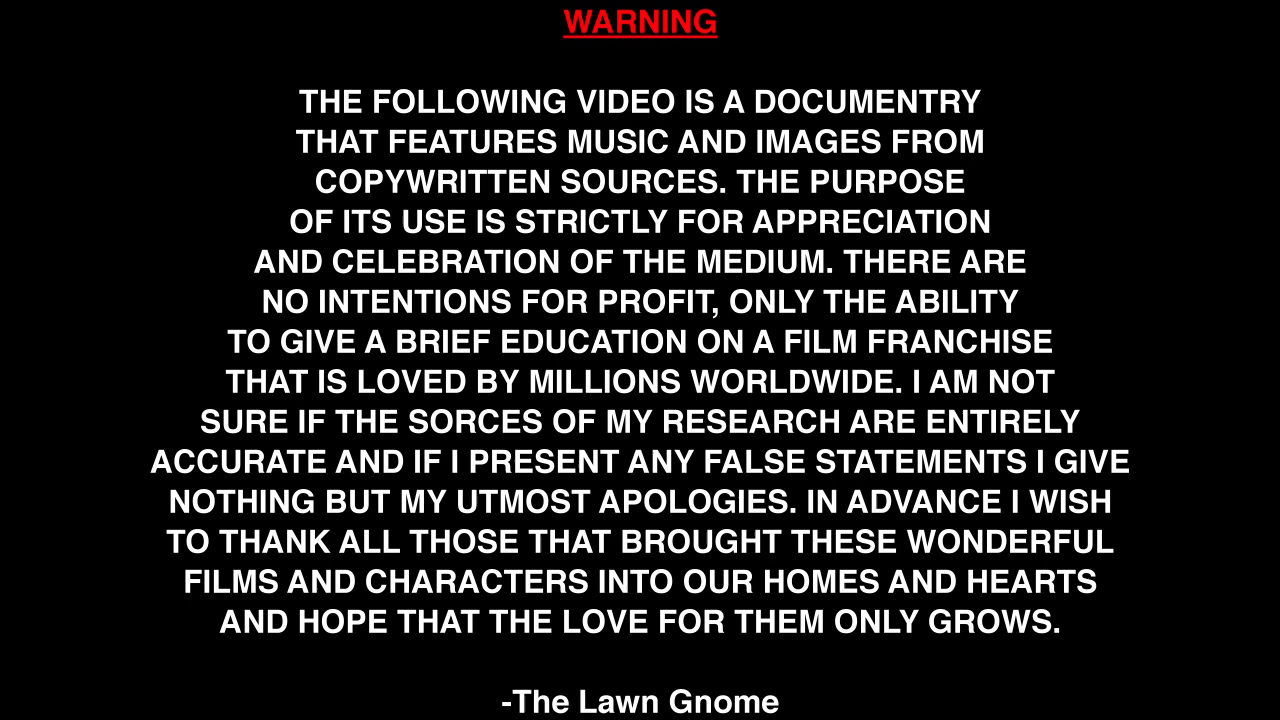 WARNING
THE FOLLOWING VIDEO IS A DOCUMENTRY
THAT FEATURES MUSIC AND IMAGES FROM
COPYWRITTEN SOURCES. THE PURPOSE
OF ITS USE IS STRICTLY FOR APPRECIATION
AND CELEBRATION OF THE MEDIUM. THERE ARE
NO INTENTIONS FOR PROFIT, ONLY THE ABILITY
TO GIVE A BRIEF EDUCATION ON A FILM FRANCHISE
THAT IS LOVED BY MILLIONS WORLDWIDE. I AM NOT
SURE IF THE SORCES OF MY RESEARCH ARE ENTIRELY
ACCURATE AND IF I PRESENT ANY FALSE STATEMENTS I GIVE
NOTHING BUT MY UTMOST APOLOGIES. IN ADVANCE I WISH
TO THANK ALL THOSE THAT BROUGHT THESE WONDERFUL
FILMS AND CHARACTERS INTO OUR HOMES AND HEARTS
AND HOPE THAT THE LOVE FOR THEM ONLY GROWS.
-The Lawn Gnome